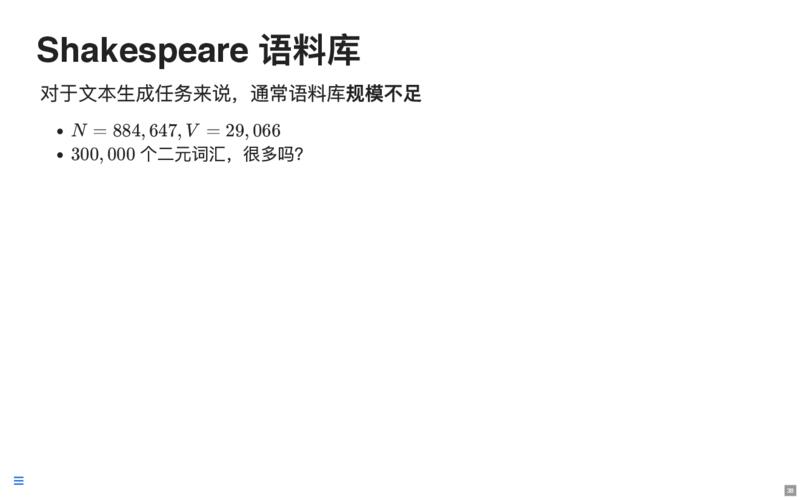 Shakespeare 语料库
对于文本生成任务来说，通常语料库规模不足
• N = 884,647, V = 29,066
• 300,000 个二元词汇，很多吗?
38